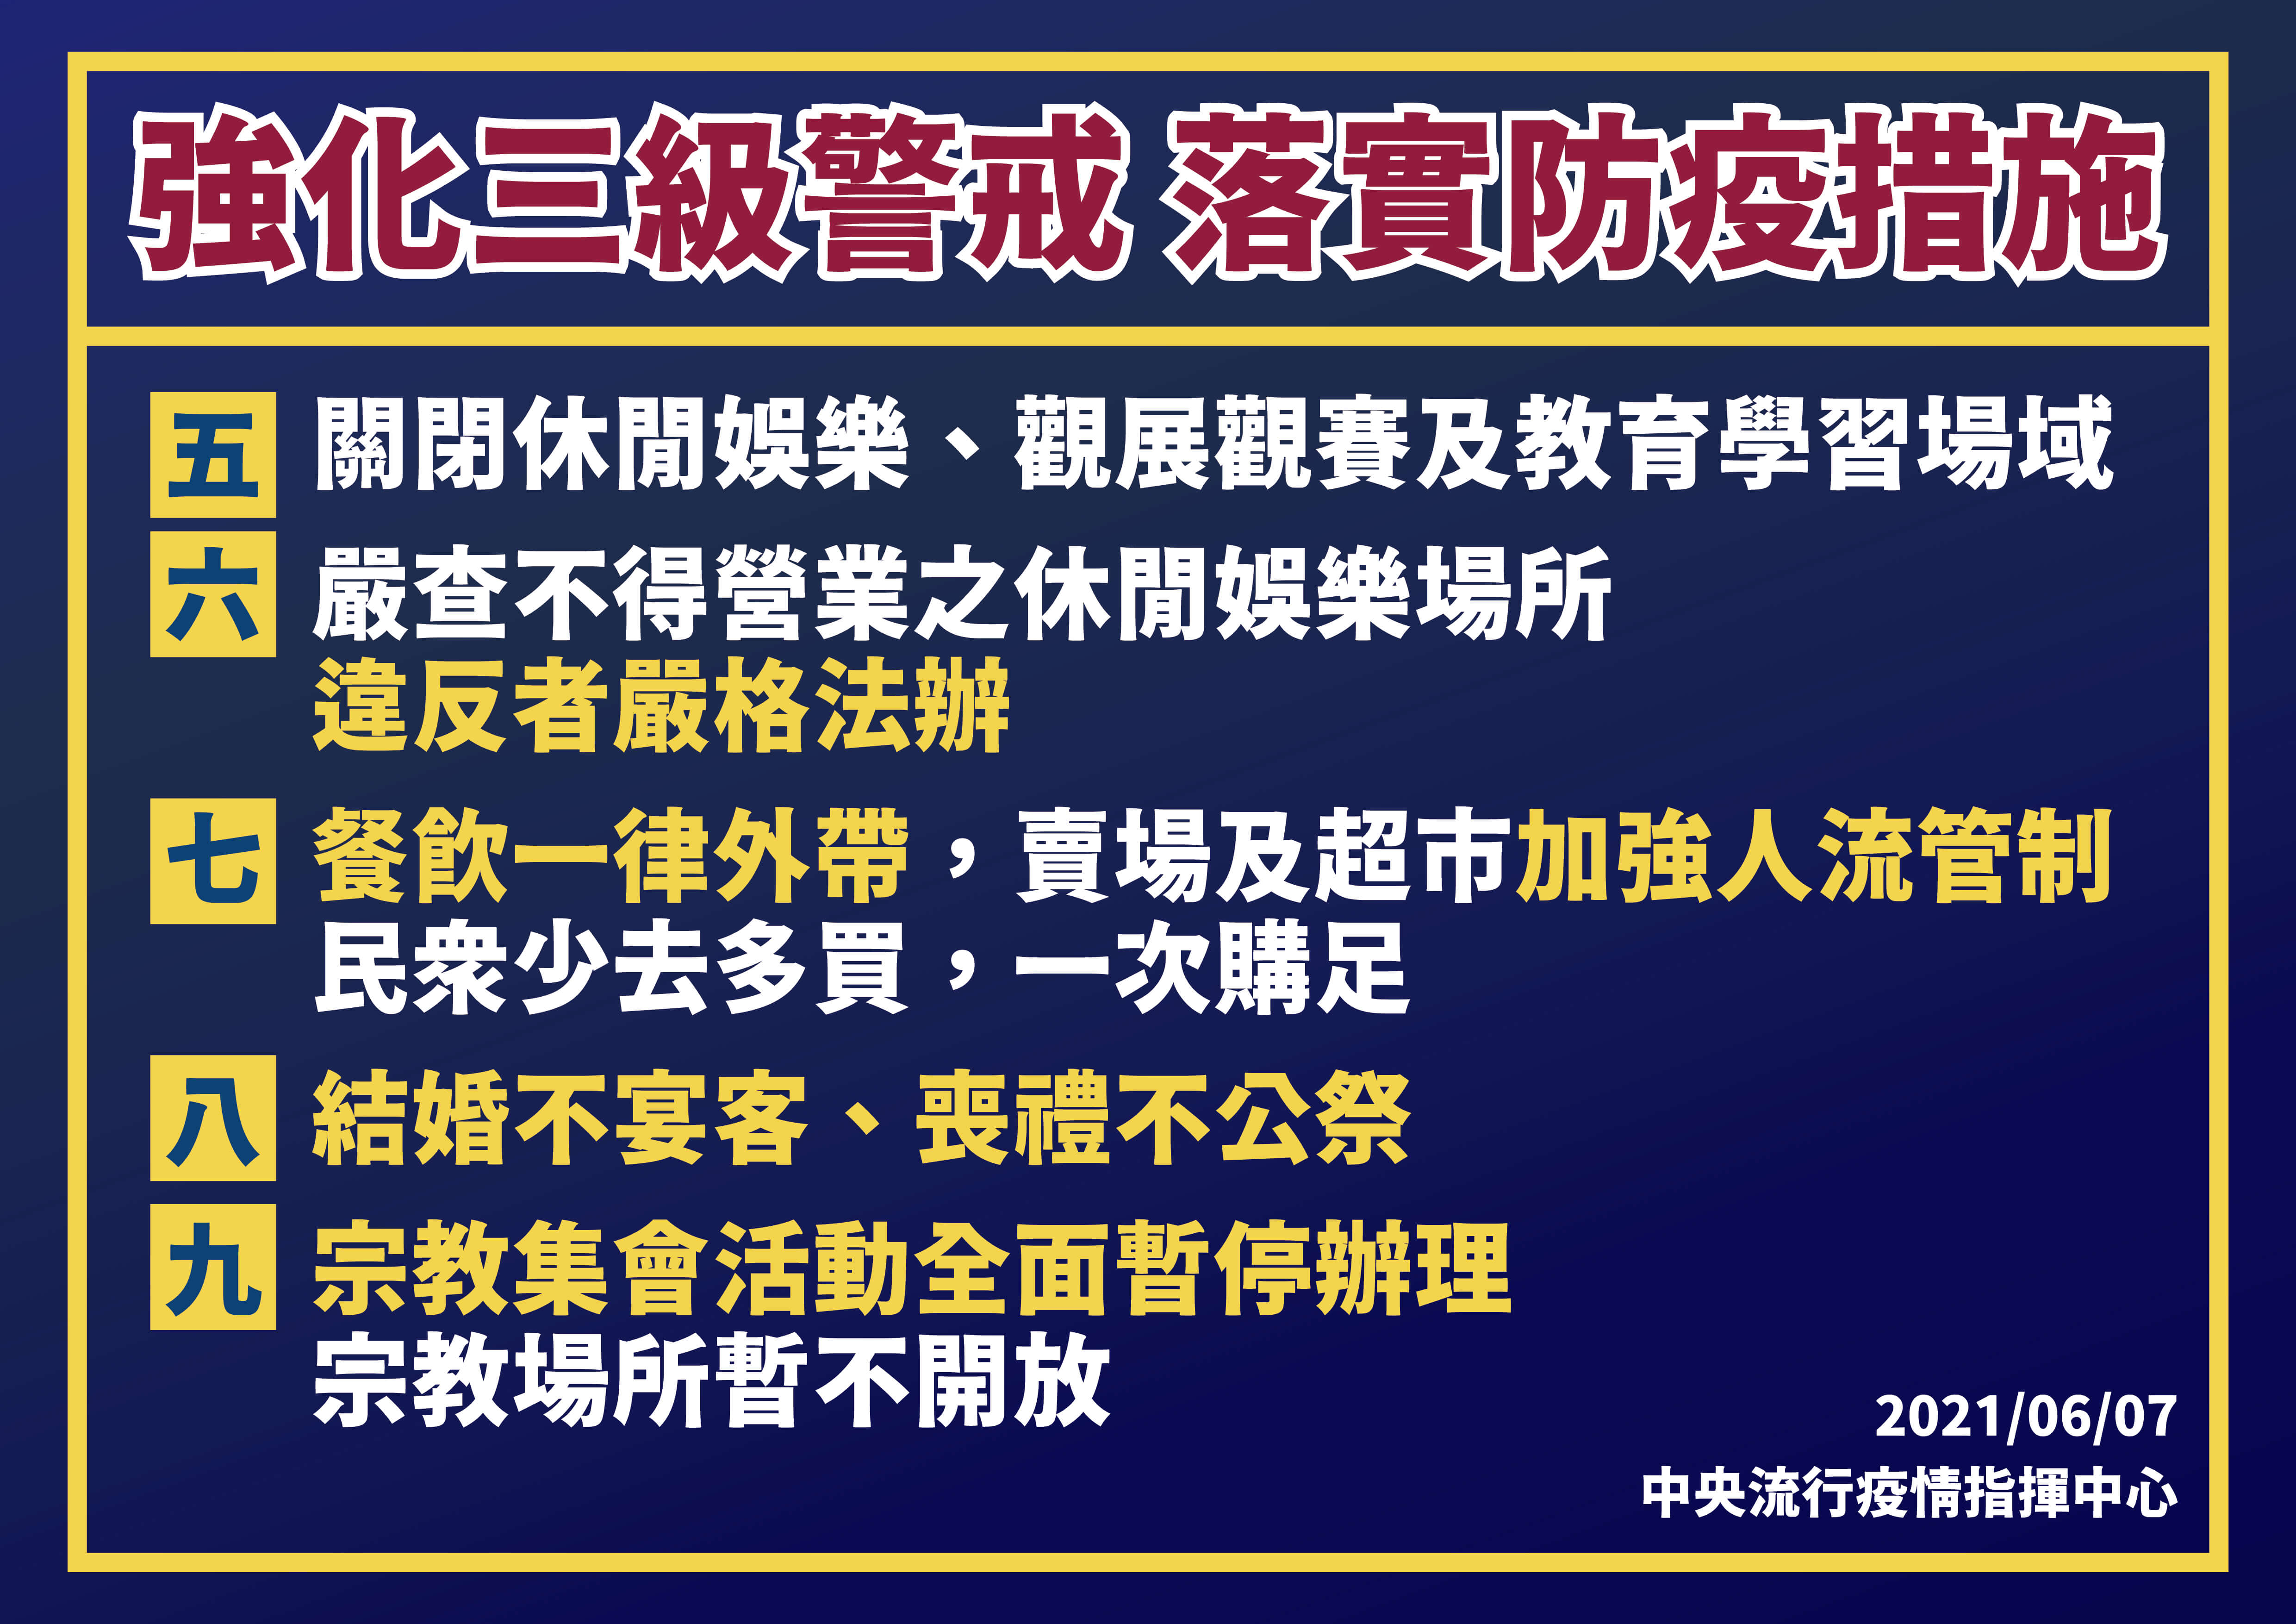 強化三級警戒 落實防疫措施
五 關閉休閒娛樂、觀展觀賽及教育學習場域
六 嚴查不得營業之休閒娛樂場所
違反者嚴格法辦
七 餐飲一律外帶，賣場及超市加強人流管制
民眾少去多買，一次購足
八 結婚不宴客、喪禮不公祭
九 宗教集會活動全面暫停辦理
宗教場所暫不開放
2021/06/07
中央流行疫情指揮中心